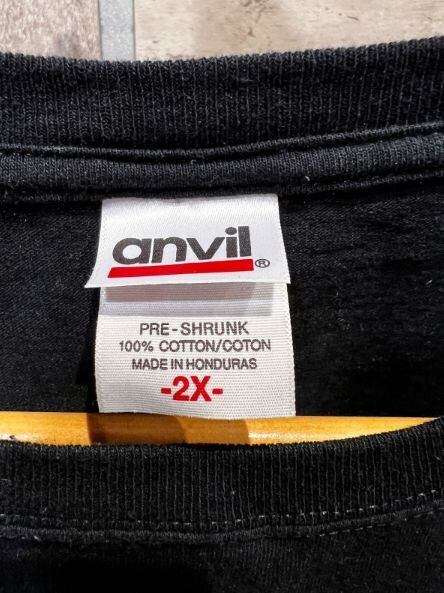 anvil®
PRE-SHRUNK
100% COTTON/COTON
MADE IN HONDURAS
-2X-